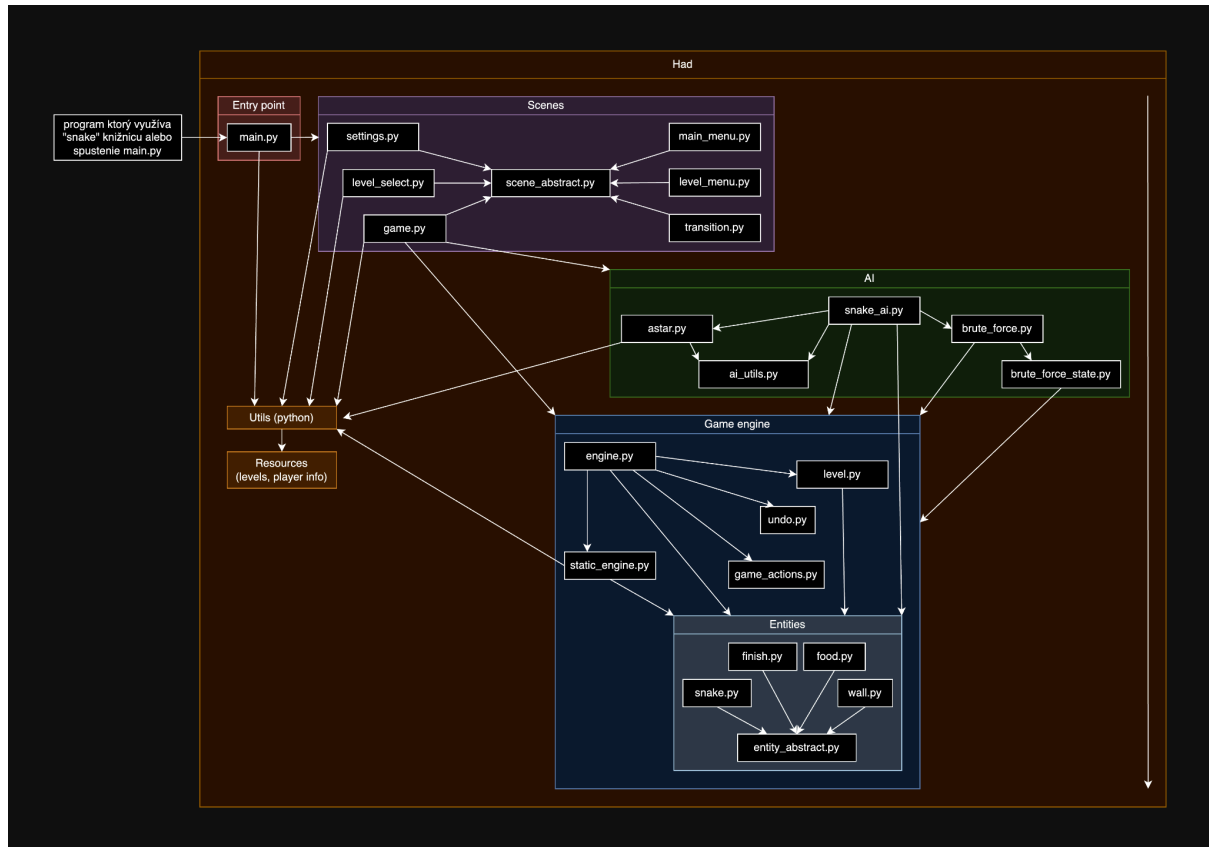 Had
Entry point
Scenes
program ktorý využíva
"snake" knižnicu alebo
spustenie main.py
main.py
settings.py
main_menu.py
level_select.py
scene_abstract.py
level_menu.py
game.py
transition.py
AI
snake_ai.py
astar.py
brute_force.py
ai_utils.py
brute_force_state.py
Utils (python)
Resources
(levels, player info)
Game engine
engine.py
level.py
undo.py
static_engine.py
game_actions.py
Entities
finish.py
food.py
snake.py
wall.py
entity_abstract.py